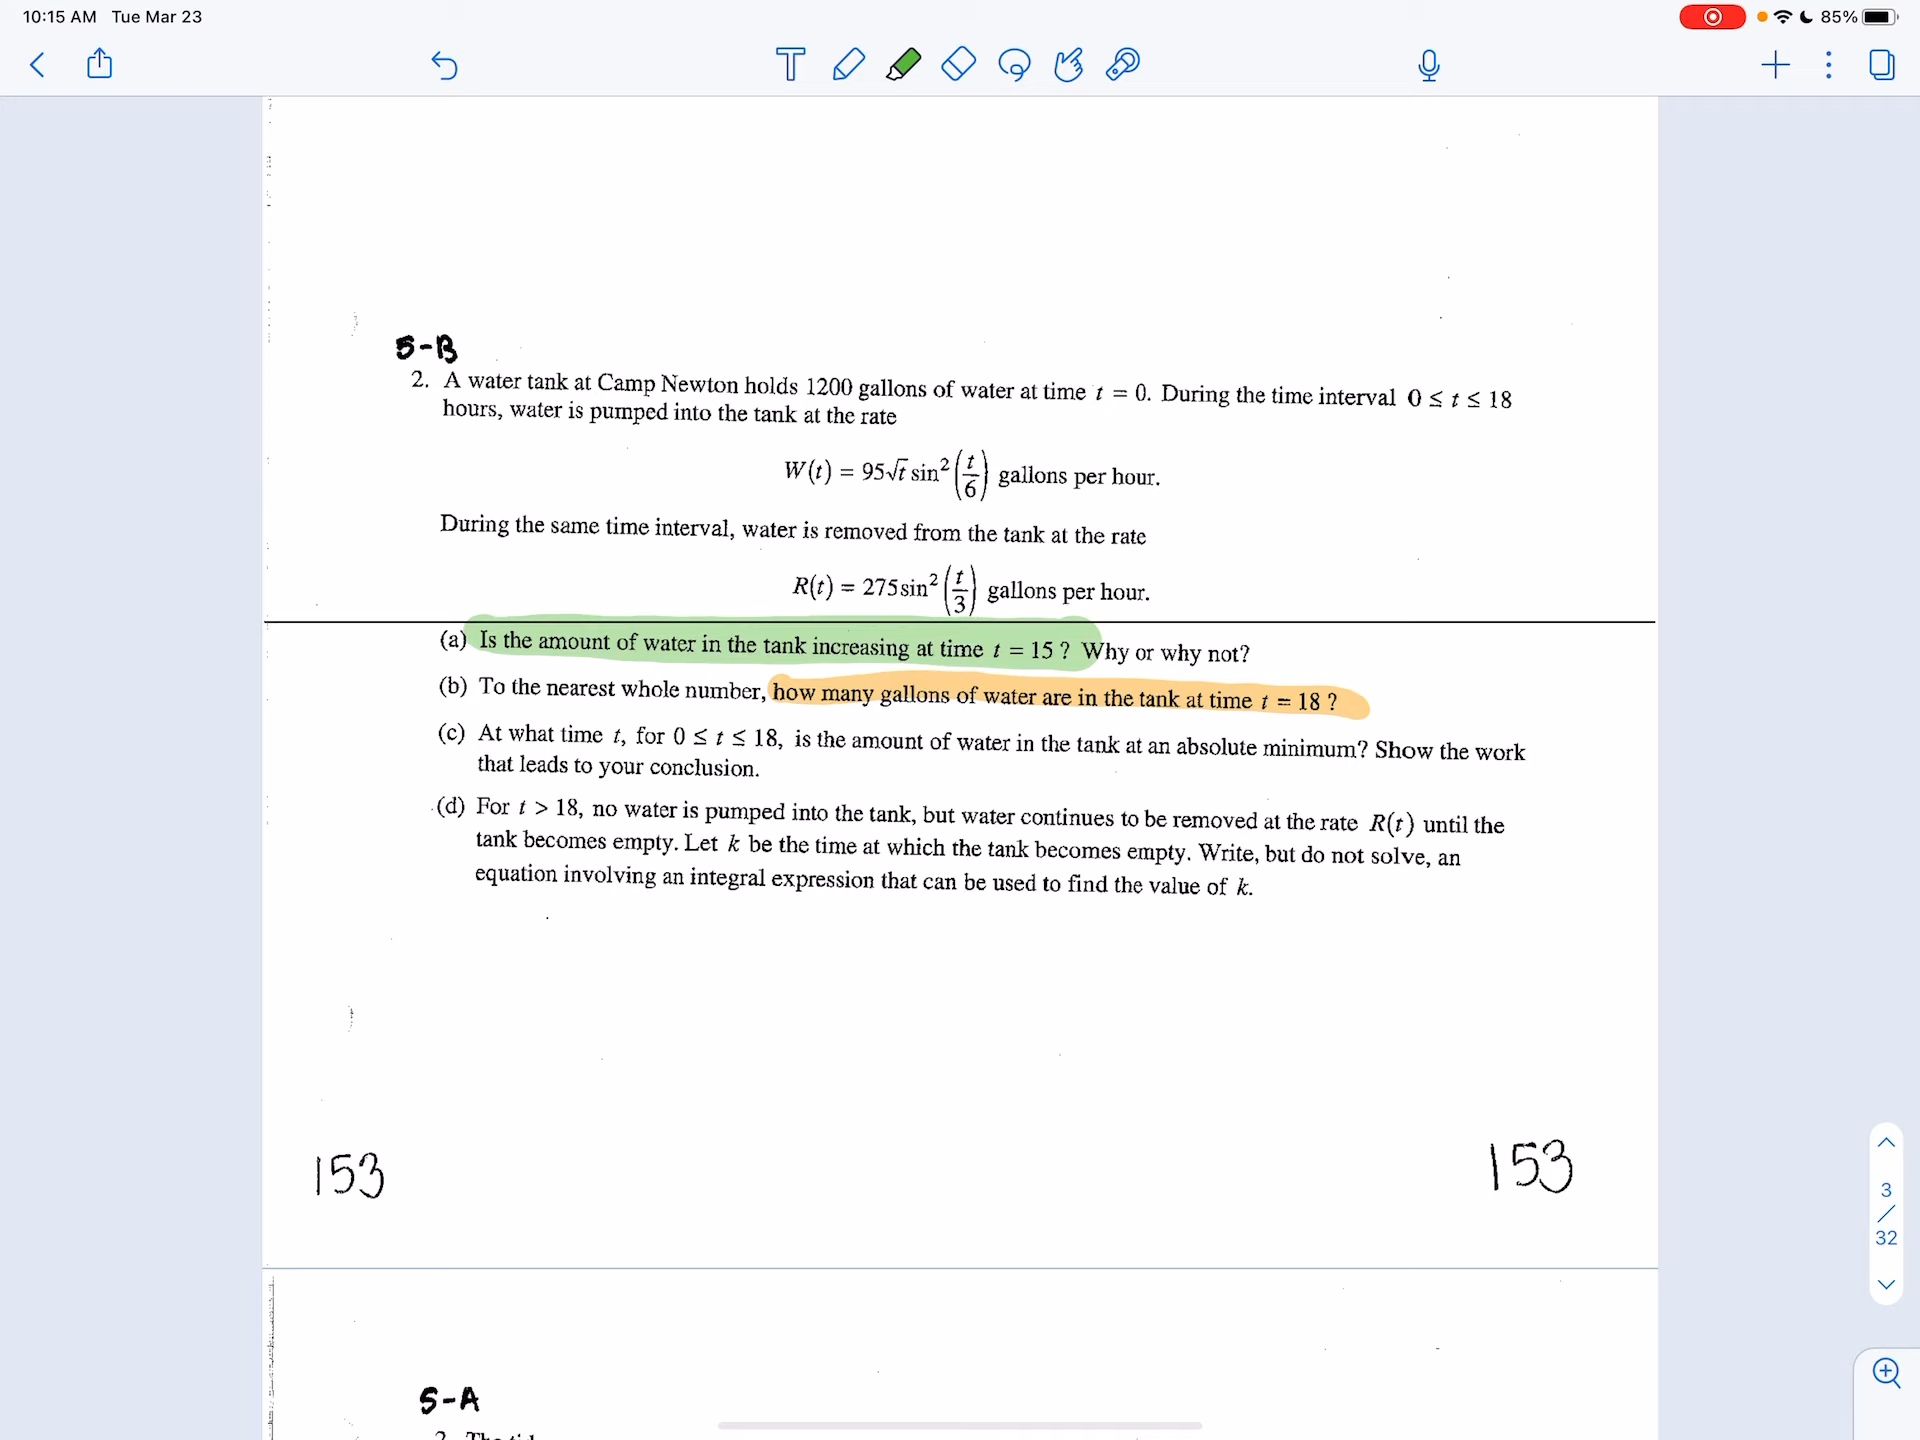 10:15 AM Tue Mar 23
85%
5-B
2. A water tank at Camp Newton holds 1200 gallons of water at time t = 0. During the time interval 0 ≤ t ≤ 18
hours, water is pumped into the tank at the rate
W(t) = 95√t sin²(t/6) gallons per hour.
During the same time interval, water is removed from the tank at the rate
R(t) = 275 sin²(t/3) gallons per hour.
(a) Is the amount of water in the tank increasing at time t = 15 ? Why or why not?
(b) To the nearest whole number, how many gallons of water are in the tank at time t = 18 ?
(c) At what time t, for 0 ≤ t ≤ 18, is the amount of water in the tank at an absolute minimum? Show the work
that leads to your conclusion.
(d) For t > 18, no water is pumped into the tank, but water continues to be removed at the rate R(t) until the
tank becomes empty. Let k be the time at which the tank becomes empty. Write, but do not solve, an
equation involving an integral expression that can be used to find the value of k.
153
153
3
/
32
5-A